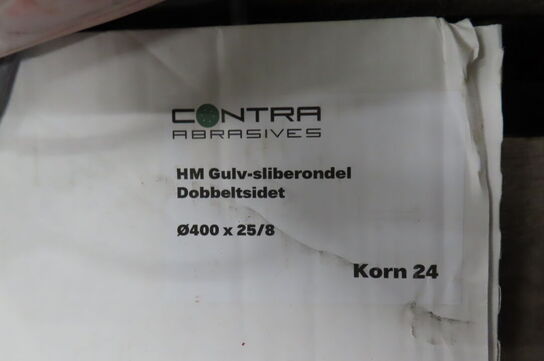 CONTRA
ABRASIVES
HM Gulv-sliberondel
Dobbeltsidet
Ø400 x 25/8
Korn 24